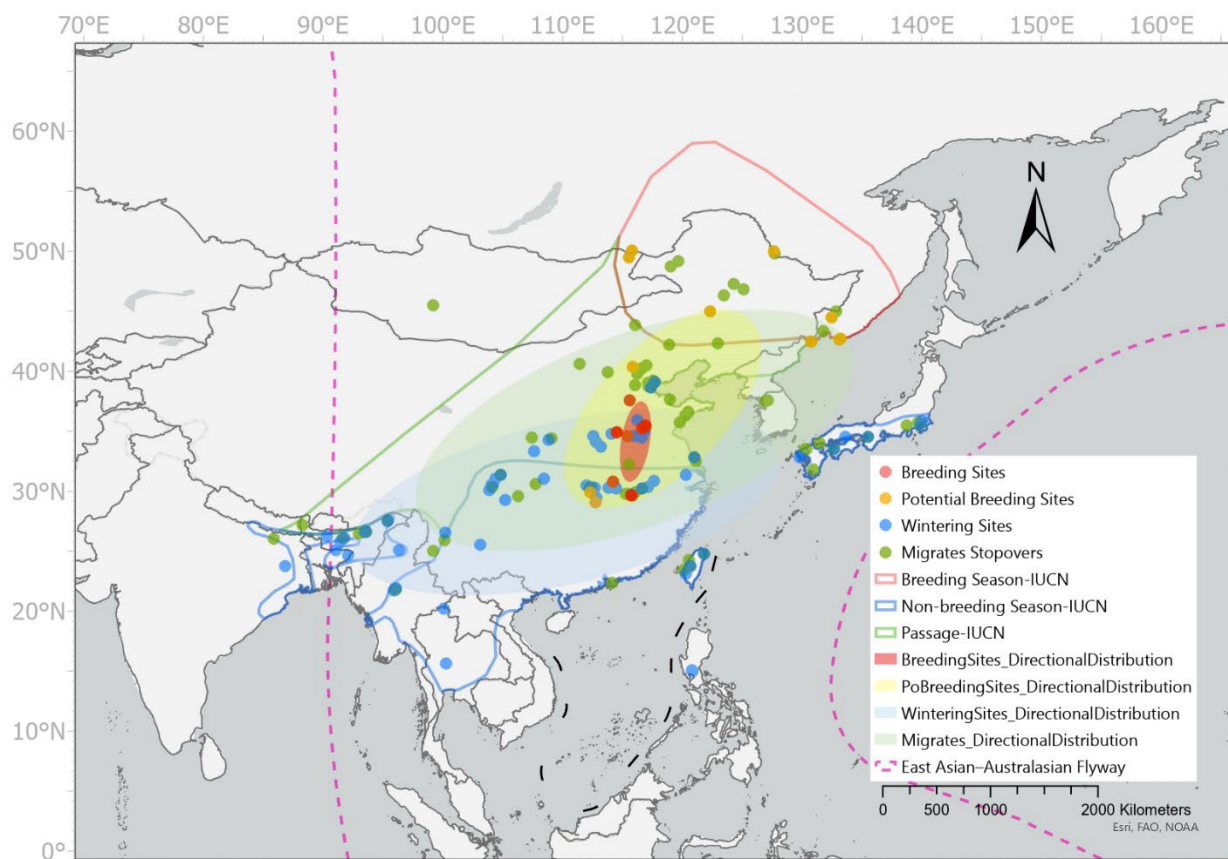 70°E 80°E 90°E 100°E 110°E 120°E 130°E 140°E 150°E 160°E
60°N
50°N
40°N
30°N
20°N
10°N
0°
N
Breeding Sites
Potential Breeding Sites
Wintering Sites
Migrates Stopovers
Breeding Season-IUCN
Non-breeding Season-IUCN
Passage-IUCN
BreedingSites_DirectionalDistribution
PoBreedingSites_DirectionalDistribution
WinteringSites_DirectionalDistribution
Migrates_DirectionalDistribution
East Asian–Australasian Flyway
0 500 1000 2000 Kilometers
Esri, FAO, NOAA